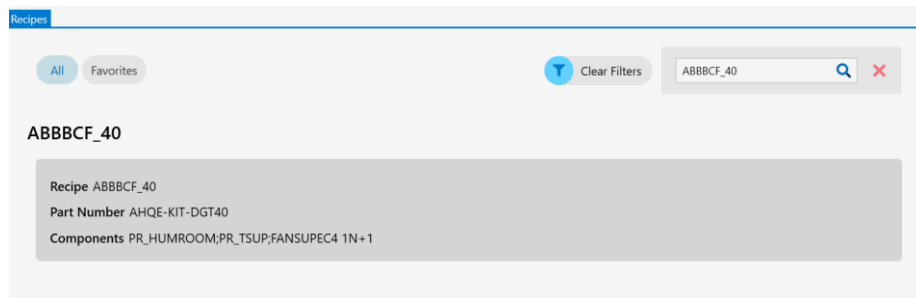 Recipes
All
Favorites
Clear Filters
ABBBCF_40
ABBBCF_40
Recipe ABBBCF_40
Part Number AHQE-KIT-DGT40
Components PR_HUMROOM;PR_TSUP;FANSUPEC4 1N+1